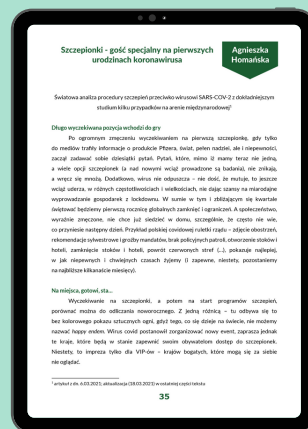 Szczepionki - gość specjalny na pierwszych
urodzinach koronawirusa
Agnieszka
Homańska
Światowa analiza procedury szczepień przeciwko wirusowi SARS-COV-2 z dokładniejszym
studium kilku przypadków na arenie międzynarodowej¹
Długo wyczekiwana pozycja wchodzi do gry
Po ogromnym zmęczeniu wyczekiwaniem na pierwszą szczepionkę, gdy tylko
do mediów trafiły informacje o produkcie Pfizera, świat, pełen nadziei, ale i niepewności,
zaczął zadawać sobie dziesiątki pytań. Pytań, które, mimo iż mamy teraz nie jedną,
a wiele opcji szczepionek (a nad nowymi wciąż prowadzone są badania), nie znikają,
a wręcz się mnożą. Dodatkowo, wirus nie odpuszcza – nie dość, że mutuje, to jeszcze
wciąż uderza, w różnych częstotliwościach i wielkościach, nie dając szansy na miarodajne
wyprowadzanie gospodarek z lockdownu. W sumie w tym i zbliżającym się kwartale
świętować będziemy pierwszą rocznicę globalnych zamknięć i ograniczeń. A społeczeństwo,
wyraźnie zmęczone, nie chce już siedzieć w domu, szczególnie, że często nie wie,
co przyniesie następny dzień. Przykład polskiej covidowej ruletki rządu – zdjęcie obostrzeń,
rekomendacje sylwestrowe i groźby mandatów, brak policyjnych patroli, otworzenie stoków i
hoteli, zamknięcie stoków i hoteli, powrót czerwonych stref (...), pokazuje najlepiej,
w jak niepewnych i chwiejnych czasach żyjemy (i zapewne, niestety, pozostaniemy
na najbliższe kilkanaście miesięcy).
Na miejsca, gotowi, sta...
Wyczekiwanie na szczepionki, a potem na start programów szczepień,
porównać można do odliczania noworocznego. Z jedną różnicą – tu odbywa się to
bez kolorowego pokazu sztucznych ogni, gdyż tego, co się dzieje na świecie, nie możemy
nazwać happy endem. Wirus covid postanowił zorganizować nowy event, zaprasza jednak
te kraje, które będą w stanie zapewnić swoim obywatelom dostęp do szczepionek.
Niestety, to impreza tylko dla VIP-ów – krajów bogatych, które mogą się za siebie
nie oglądać.
¹ artykuł z dn. 6.03.2021; aktualizacja (18.03.2021) w ostatniej części tekstu
35